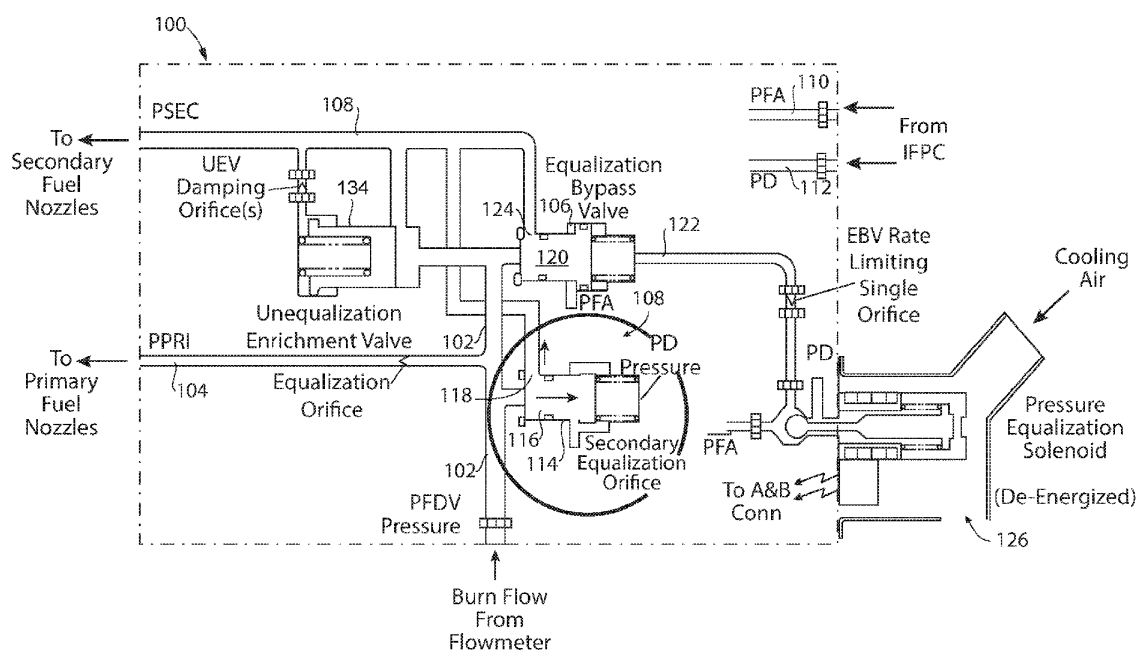 100
PSEC
108
To
Secondary
Fuel
Nozzles
UEV
Damping
Orifice(s)
134
124
106
Equalization
Bypass
Valve
120
122
PFA
110
PFA
From
IFPC
PD
112
EBV Rate
Limiting
Single
Orifice
Cooling
Air
Unequalization
Enrichment Valve
102
108
PD
Pressure
PPRI
104
To
Primary
Fuel
Nozzles
Equalization
Orifice
118
116
114
Secondary
Equalization
Orifice
102
PFDV
Pressure
PD
PFA
To A&B
Conn
Pressure
Equalization
Solenoid
(De-Energized)
126
Burn Flow
From
Flowmeter